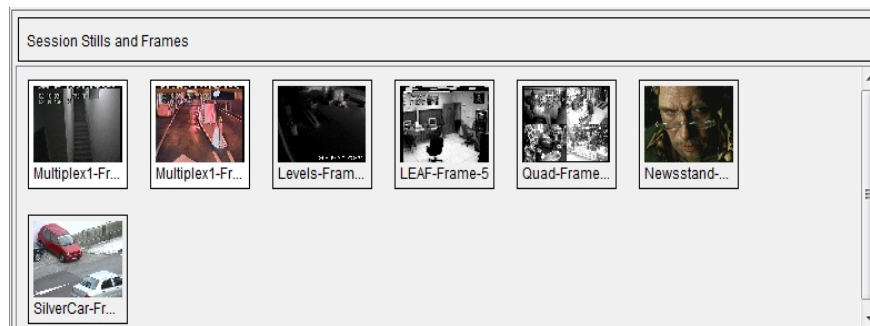 Session Stills and Frames
Multiplex1-Fr...
Multiplex1-Fr...
Levels-Fram...
LEAF-Frame-5
Quad-Frame...
Newsstand-...
SilverCar-Fr...